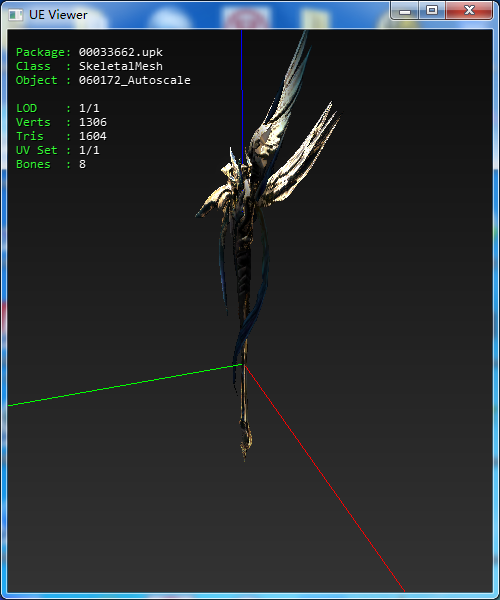 UE Viewer
Package: 00033662.upk
Class  : SkeletalMesh
Object : 060172_Autoscale
LOD    : 1/1
Verts  : 1306
Tris   : 1604
UV Set : 1/1
Bones  : 8